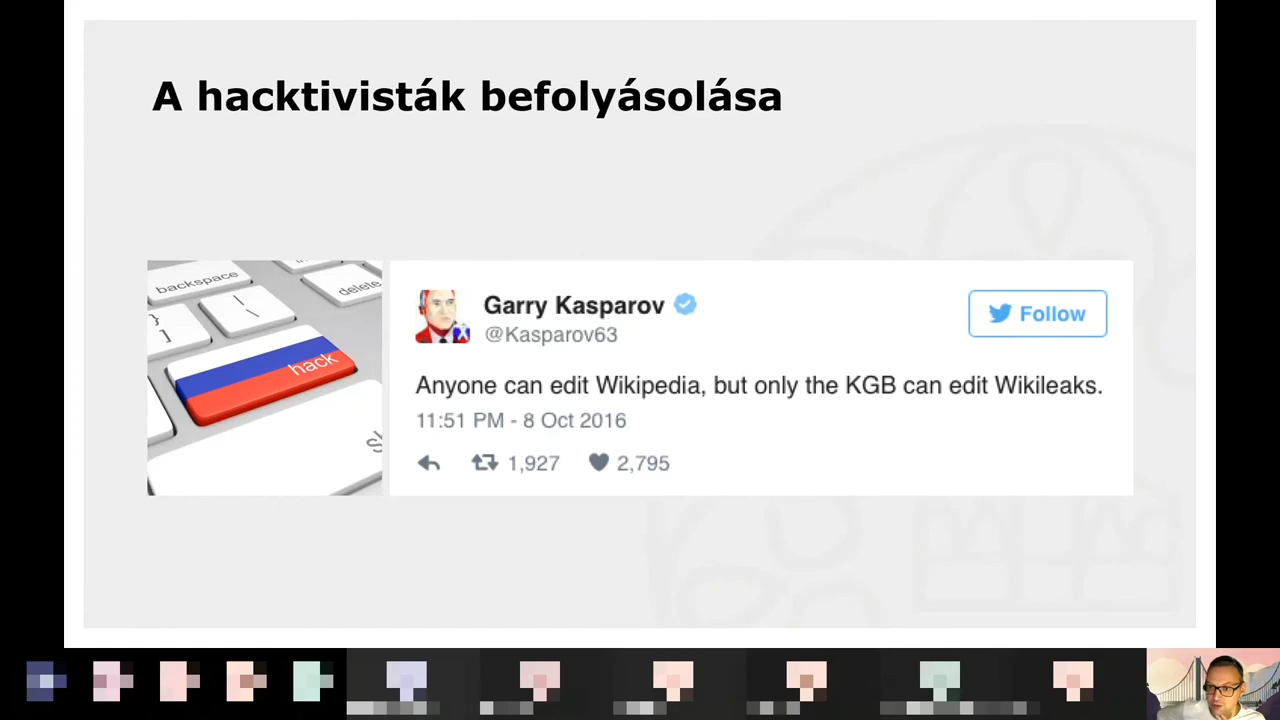 A hacktivisták befolyásolása
backspace
delete
hack
Garry Kasparov
@Kasparov63
Follow
Anyone can edit Wikipedia, but only the KGB can edit Wikileaks.
11:51 PM - 8 Oct 2016
1,927 2,795